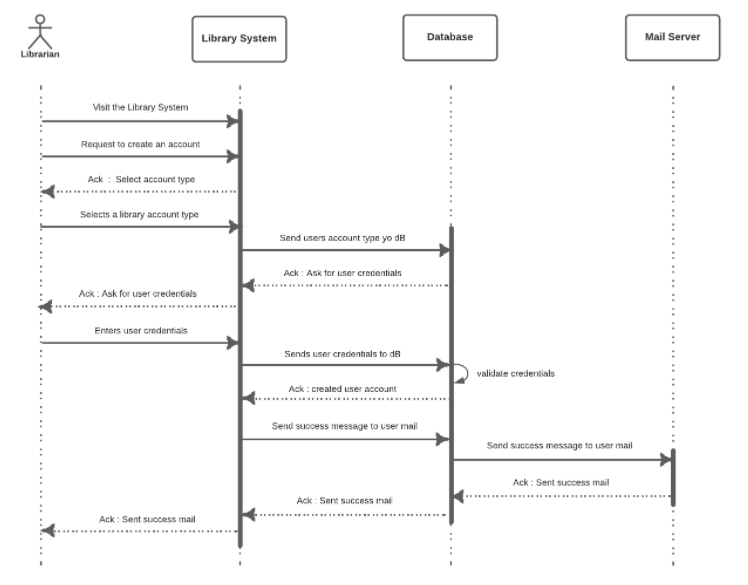 Librarian
Library System
Database
Mail Server
Visit the Library System
Request to create an account
Ack : Select account type
Selects a library account type
Send users account type yo dB
Ack : Ask for user credentials
Ack : Ask for user credentials
Enters user credentials
Sends user credentials to dB
validate credentials
Ack : created user account
Send success message to user mail
Send success message to user mail
Ack : Sent success mail
Ack : Sent success mail
Ack : Sent success mail